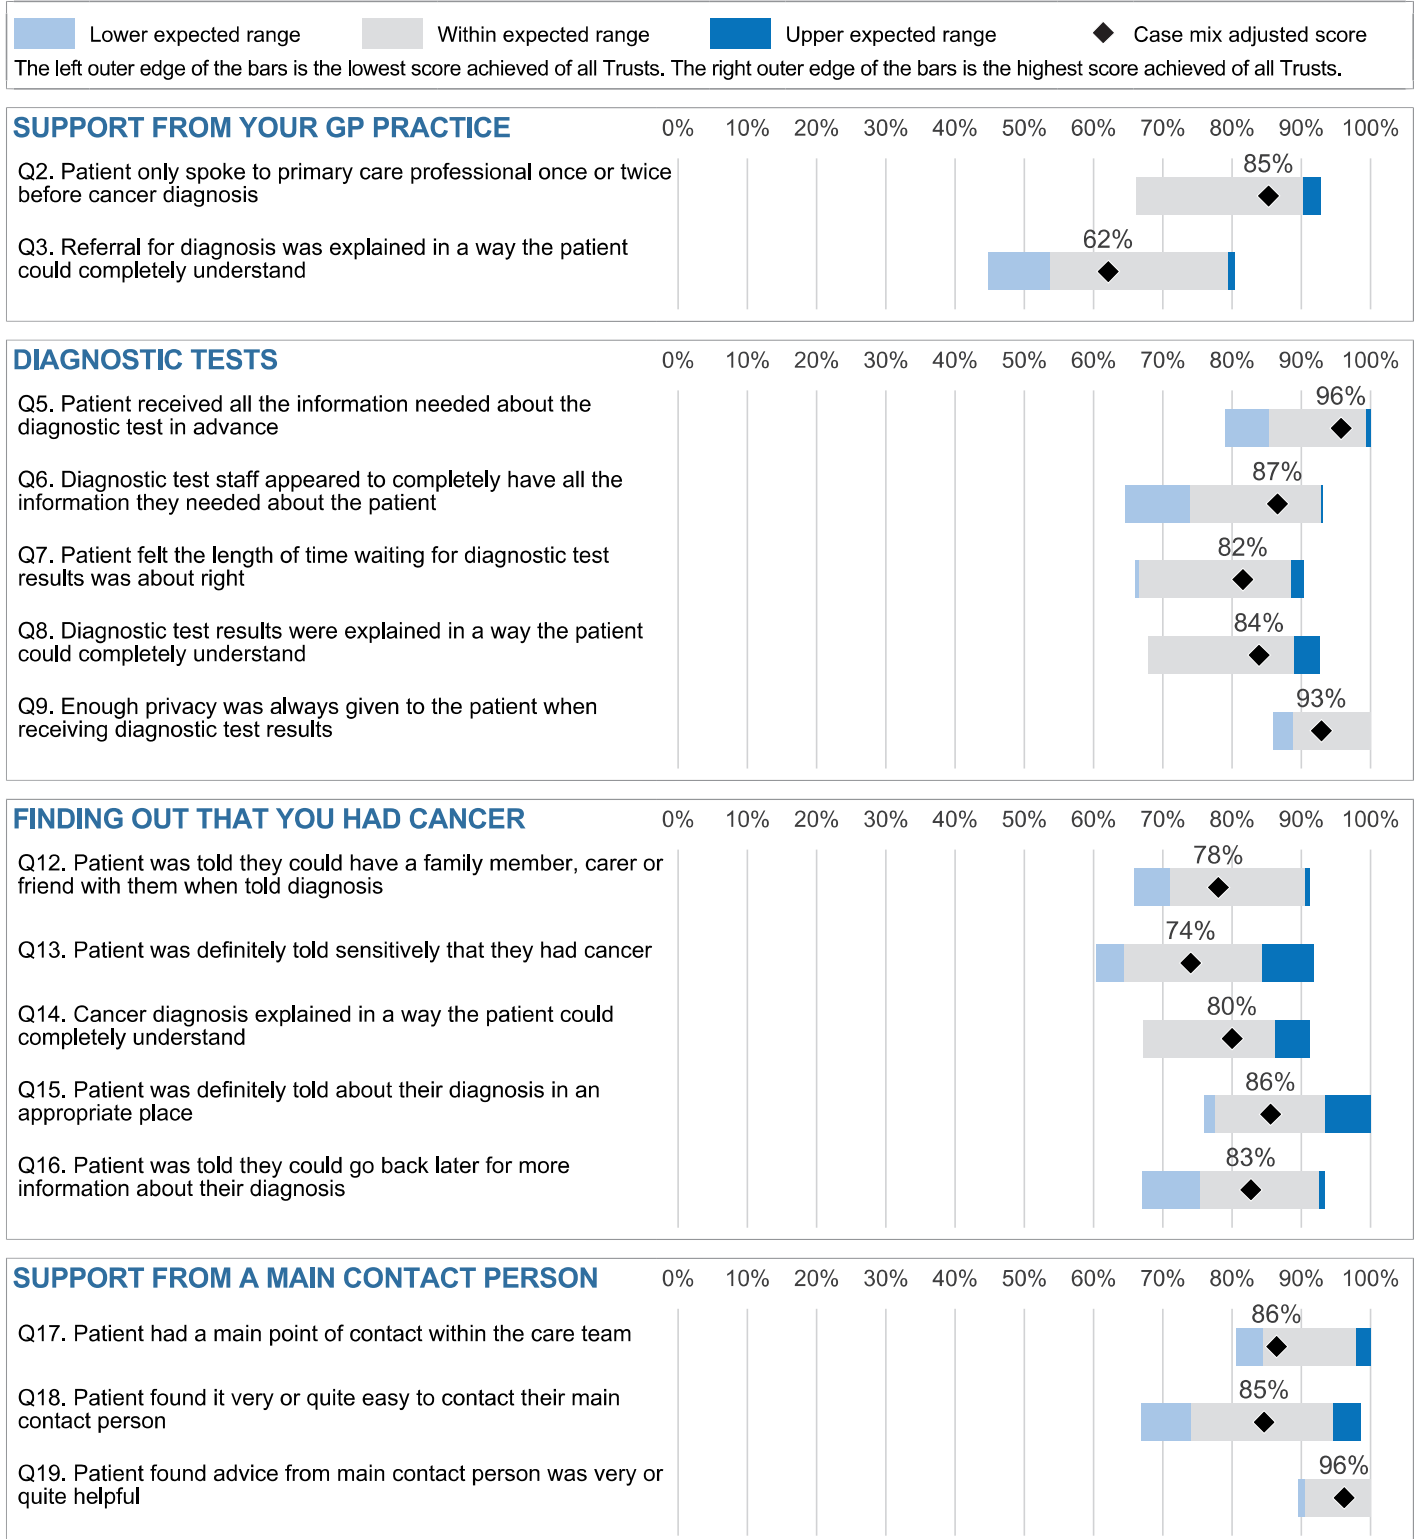 Lower expected range Within expected range Upper expected range Case mix adjusted score
The left outer edge of the bars is the lowest score achieved of all Trusts. The right outer edge of the bars is the highest score achieved of all Trusts.
SUPPORT FROM YOUR GP PRACTICE 0% 10% 20% 30% 40% 50% 60% 70% 80% 90% 100%
Q2. Patient only spoke to primary care professional once or twice
before cancer diagnosis
85%
Q3. Referral for diagnosis was explained in a way the patient
could completely understand
62%
DIAGNOSTIC TESTS 0% 10% 20% 30% 40% 50% 60% 70% 80% 90% 100%
Q5. Patient received all the information needed about the
diagnostic test in advance
96%
Q6. Diagnostic test staff appeared to completely have all the
information they needed about the patient
87%
Q7. Patient felt the length of time waiting for diagnostic test
results was about right
82%
Q8. Diagnostic test results were explained in a way the patient
could completely understand
84%
Q9. Enough privacy was always given to the patient when
receiving diagnostic test results
93%
FINDING OUT THAT YOU HAD CANCER 0% 10% 20% 30% 40% 50% 60% 70% 80% 90% 100%
Q12. Patient was told they could have a family member, carer or
friend with them when told diagnosis
78%
Q13. Patient was definitely told sensitively that they had cancer
74%
Q14. Cancer diagnosis explained in a way the patient could
completely understand
80%
Q15. Patient was definitely told about their diagnosis in an
appropriate place
86%
Q16. Patient was told they could go back later for more
information about their diagnosis
83%
SUPPORT FROM A MAIN CONTACT PERSON 0% 10% 20% 30% 40% 50% 60% 70% 80% 90% 100%
Q17. Patient had a main point of contact within the care team
86%
Q18. Patient found it very or quite easy to contact their main
contact person
85%
Q19. Patient found advice from main contact person was very or
quite helpful
96%